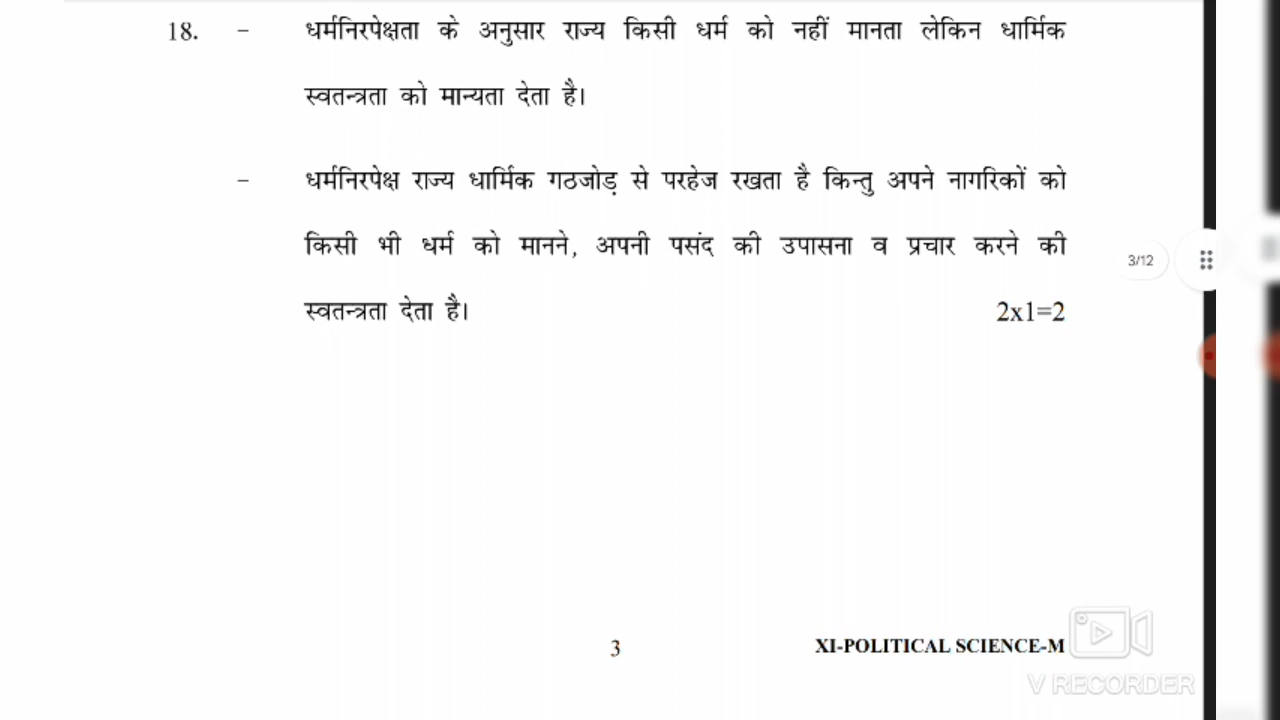 18. - धर्मनिरपेक्षता के अनुसार राज्य किसी धर्म को नहीं मानता लेकिन धार्मिक
स्वतन्त्रता को मान्यता देता है।
- धर्मनिरपेक्ष राज्य धार्मिक गठजोड़ से परहेज रखता है किन्तु अपने नागरिकों को
किसी भी धर्म को मानने, अपनी पसंद की उपासना व प्रचार करने की
3/12
स्वतन्त्रता देता है। 2x1=2
3 XI-POLITICAL SCIENCE-M
V RECORDER